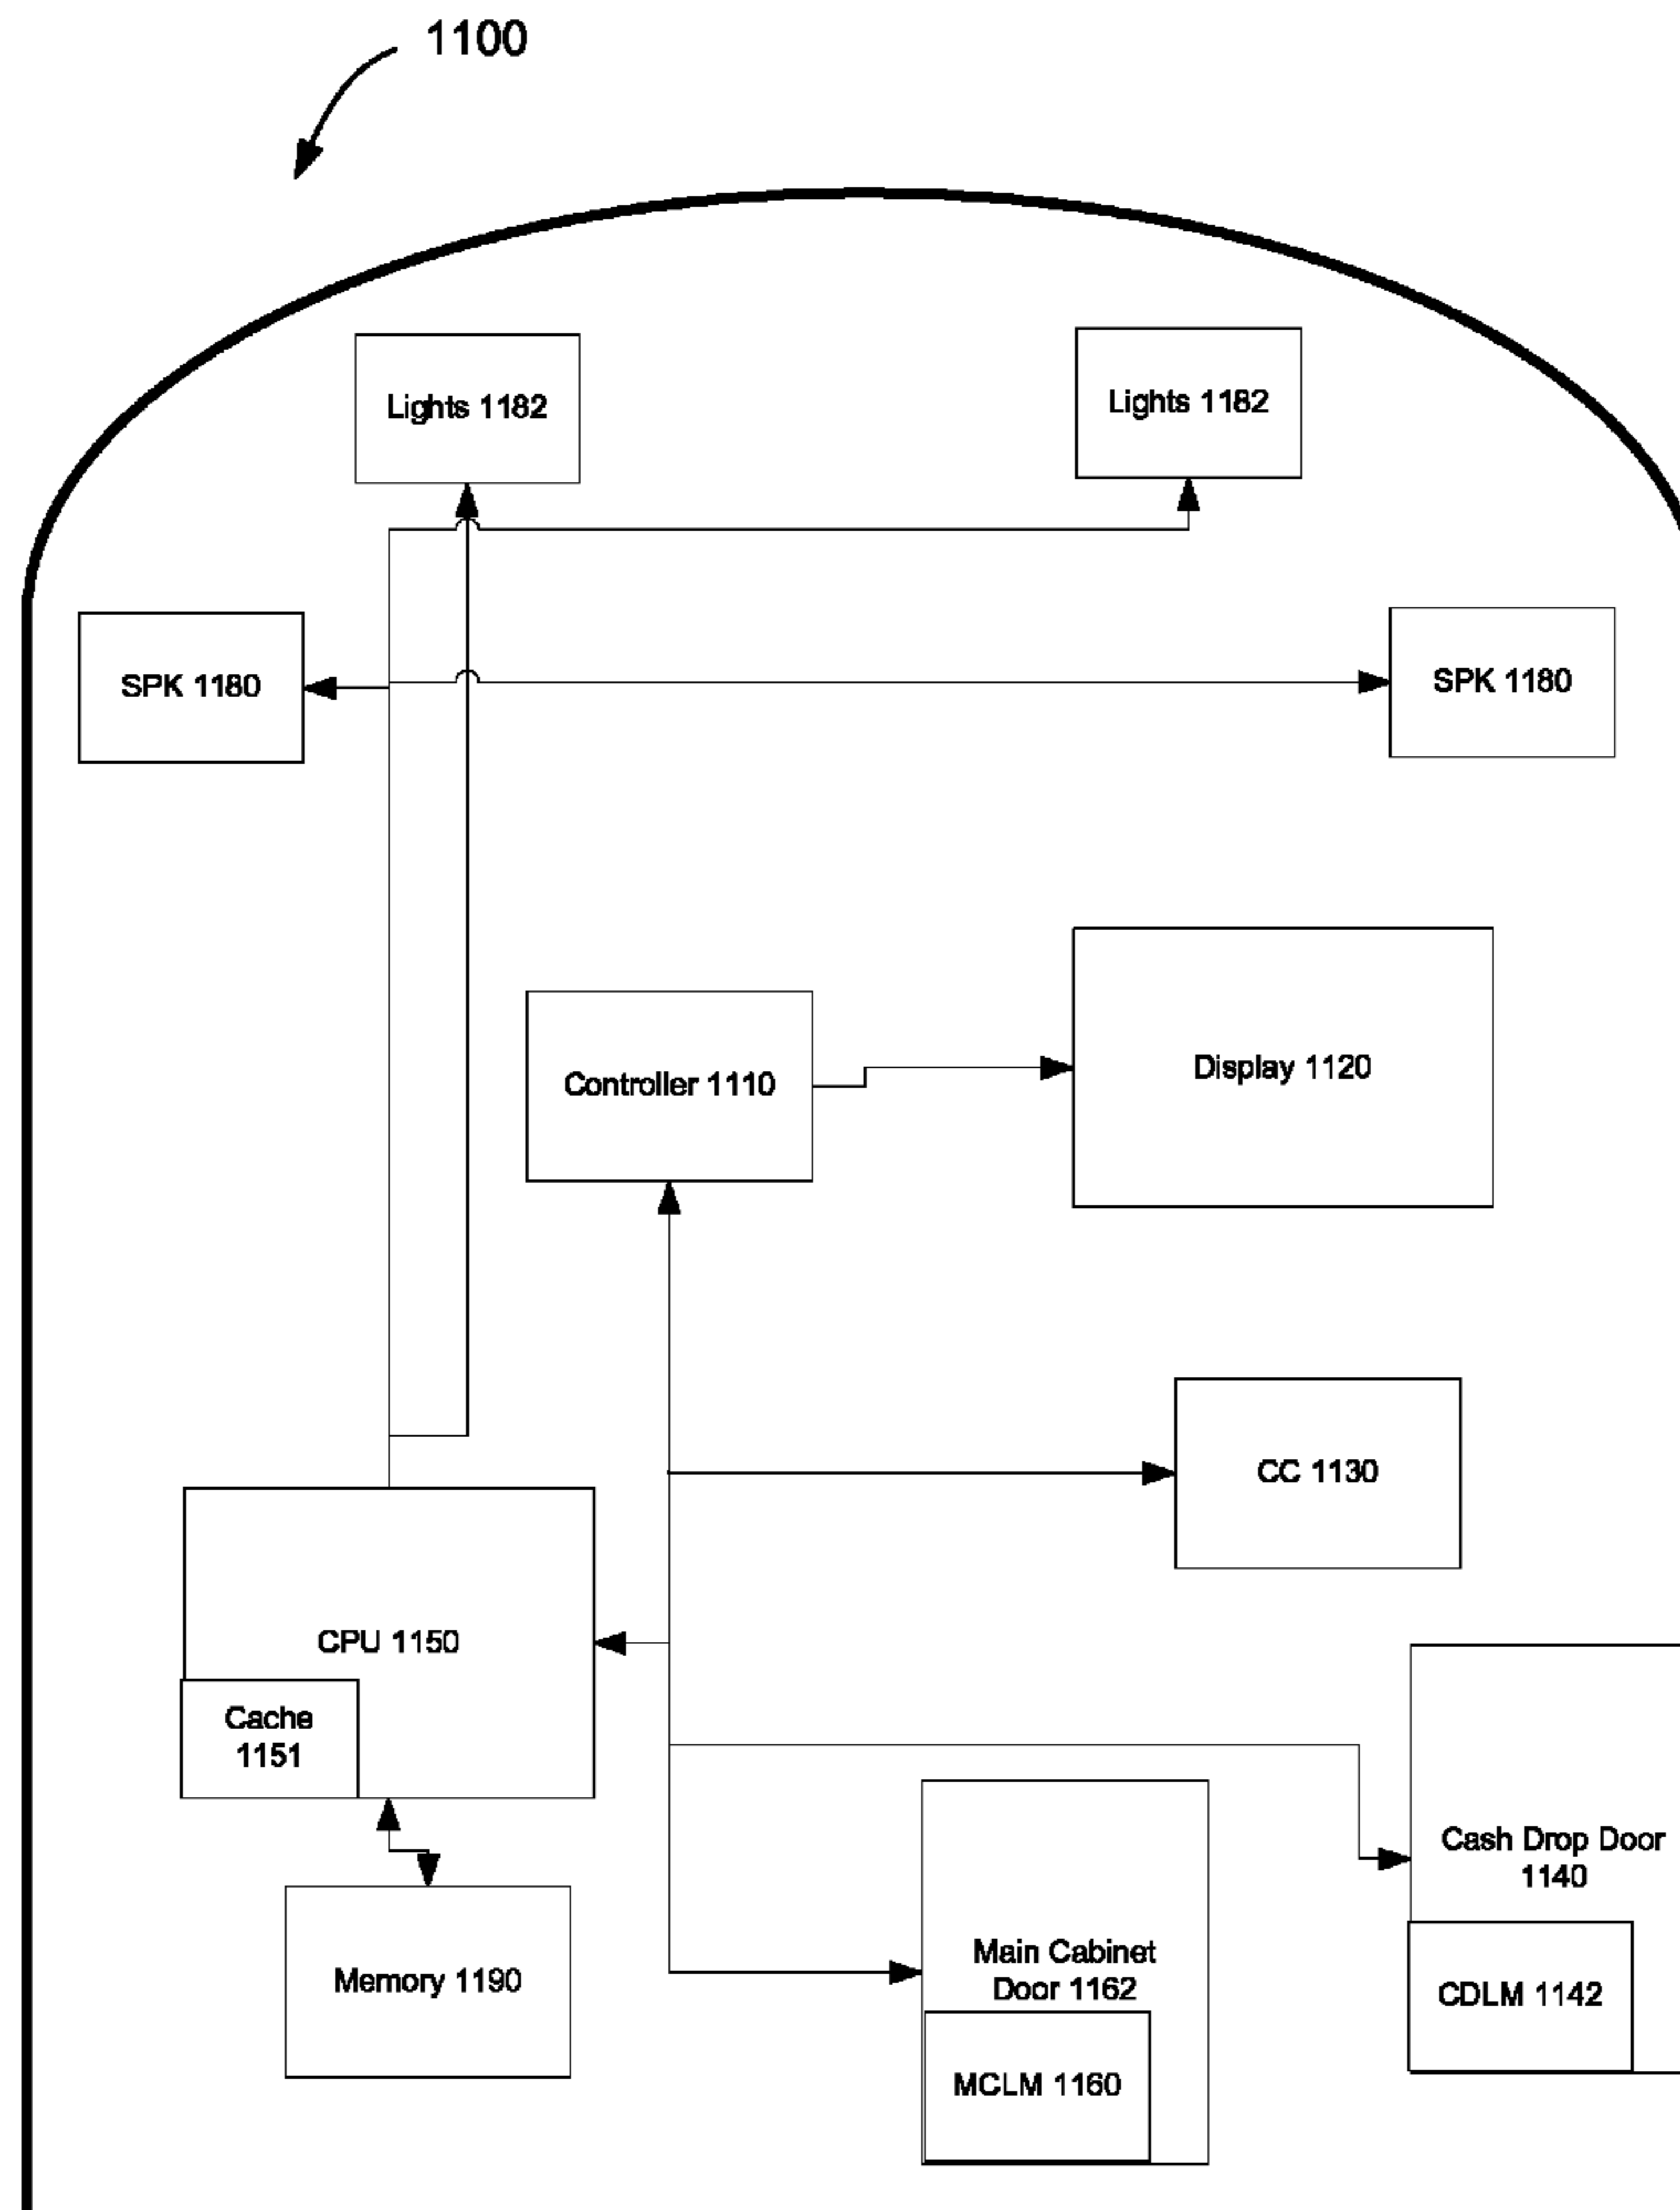 1100
Lights 1182
Lights 1182
SPK 1180
SPK 1180
Controller 1110
Display 1120
CC 1130
CPU 1150
Cache
1151
Cash Drop Door
1140
Memory 1190
Main Cabinet
Door 1162
CDLM 1142
MCLM 1160